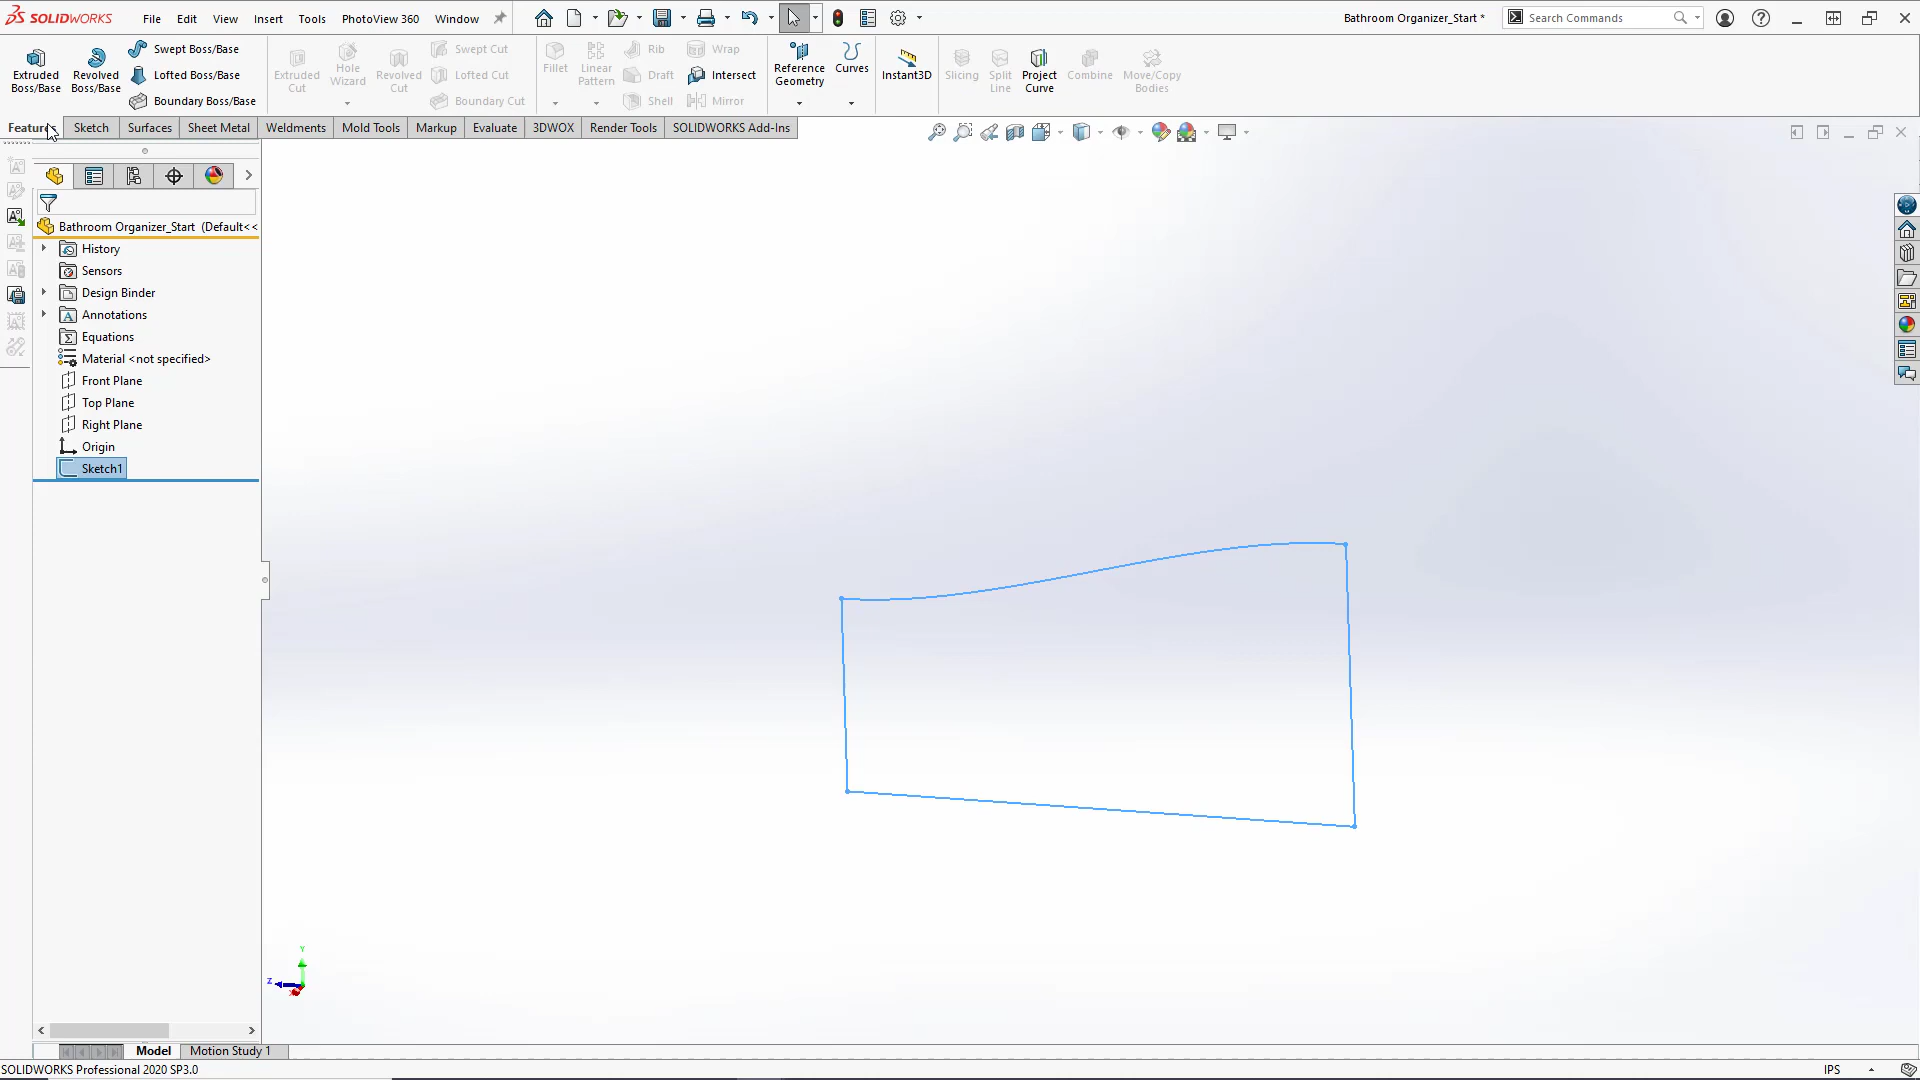 SOLIDWORKS
File Edit View Insert Tools PhotoView 360 Window
Bathroom Organizer_Start *
Search Commands
Extruded Boss/Base
Revolved Boss/Base
Swept Boss/Base
Lofted Boss/Base
Boundary Boss/Base
Extruded Cut
Hole Wizard
Revolved Cut
Swept Cut
Lofted Cut
Boundary Cut
Fillet
Linear Pattern
Rib
Draft
Shell
Wrap
Intersect
Mirror
Reference Geometry
Curves
Instant3D
Slicing
Split Line
Project Curve
Combine
Move/Copy Bodies
Sketch Surfaces Sheet Metal Weldments Mold Tools Markup Evaluate 3DWOX Render Tools SOLIDWORKS Add-Ins
Bathroom Organizer_Start (Default<<
History
Sensors
Design Binder
Annotations
Equations
Material <not specified>
Front Plane
Top Plane
Right Plane
Origin
Sketch1
Y
Z
Model Motion Study 1
SOLIDWORKS Professional 2020 SP3.0
IPS